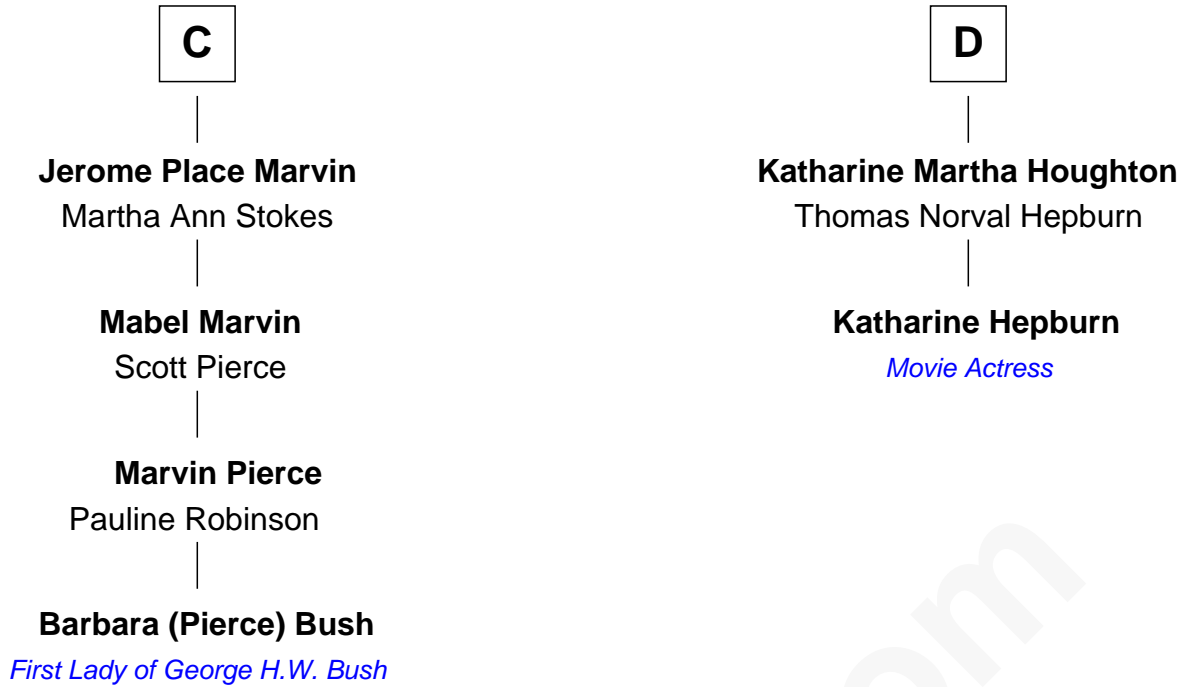 C
Jerome Place Marvin
Martha Ann Stokes
Mabel Marvin
Scott Pierce
Marvin Pierce
Pauline Robinson
Barbara (Pierce) Bush
First Lady of George H.W. Bush
D
Katharine Martha Houghton
Thomas Norval Hepburn
Katharine Hepburn
Movie Actress
om